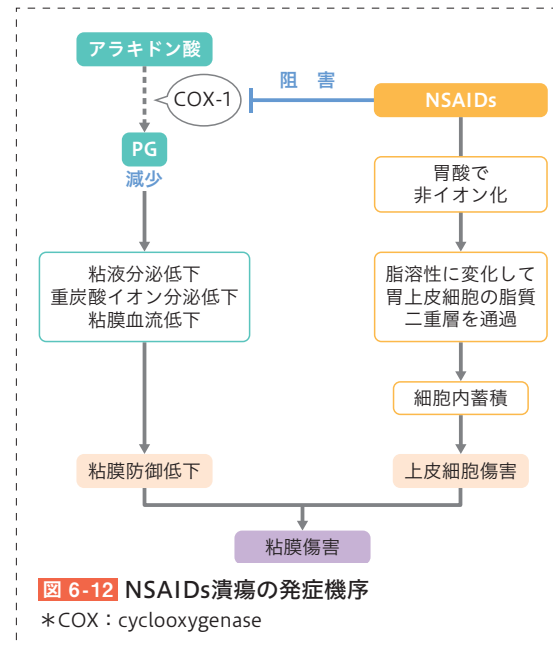 アラキドン酸
COX-1
阻 害
NSAIDs
PG
減少
胃酸で
非イオン化
粘液分泌低下
重炭酸イオン分泌低下
粘膜血流低下
脂溶性に変化して
胃上皮細胞の脂質
二重層を通過
細胞内蓄積
粘膜防御低下
上皮細胞傷害
粘膜傷害
図 6-12 NSAIDs潰瘍の発症機序
＊COX：cyclooxygenase